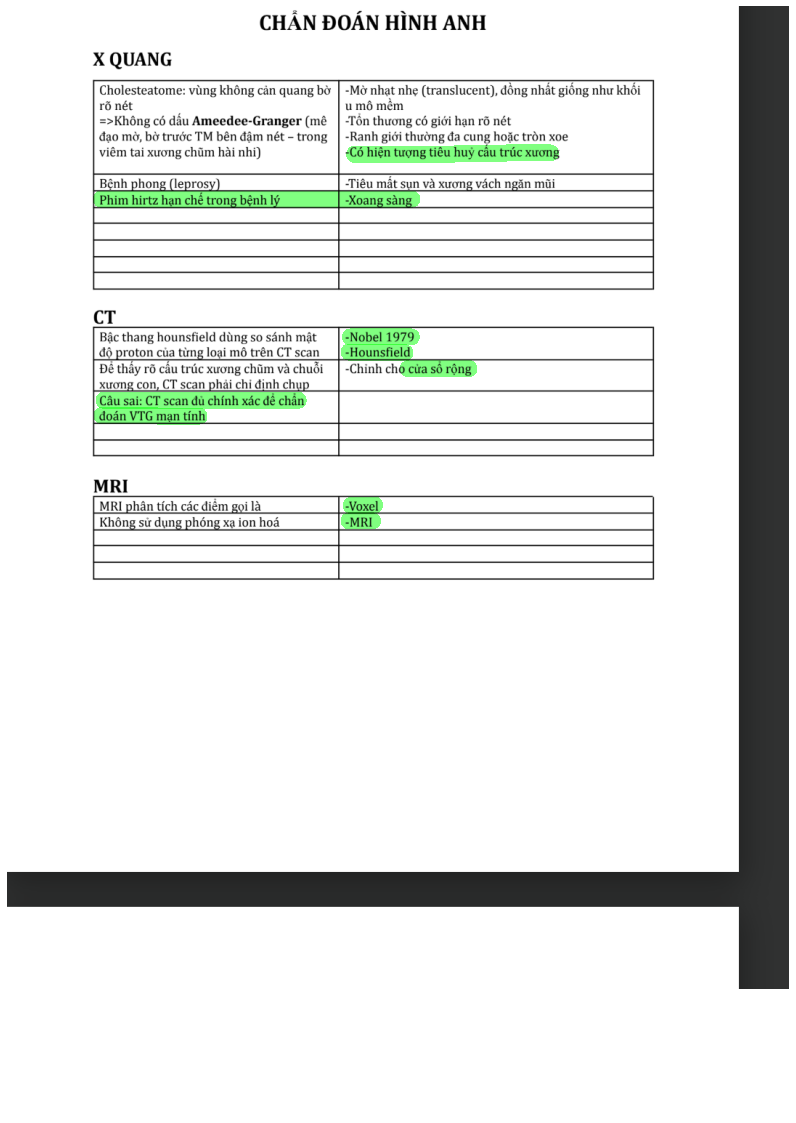 CHẨN ĐOÁN HÌNH ANH
X QUANG
Cholesteatome: vùng không cản quang bờ
rõ nét
=>Không có dấu Ameedee-Granger (mê
đạo mờ, bờ trước TM bên đậm nét – trong
viêm tai xương chũm hài nhi)
-Mờ nhạt nhẹ (translucent), đồng nhất giống như khối
u mô mềm
-Tổn thương có giới hạn rõ nét
-Ranh giới thường đa cung hoặc tròn xoe
-Có hiện tượng tiêu huỷ cấu trúc xương
Bệnh phong (leprosy)
-Tiêu mất sụn và xương vách ngăn mũi
Phim hirtz hạn chế trong bệnh lý
-Xoang sàng
CT
Bậc thang hounsfield dùng so sánh mật
độ proton của từng loại mô trên CT scan
-Nobel 1979
-Hounsfield
Để thấy rõ cấu trúc xương chũm và chuỗi
xương con, CT scan phải chỉ định chụp
-Chỉnh cho cửa sổ rộng
Câu sai: CT scan đủ chính xác để chẩn
đoán VTG mạn tính
MRI
MRI phân tích các điểm gọi là
-Voxel
Không sử dụng phóng xạ ion hoá
-MRI